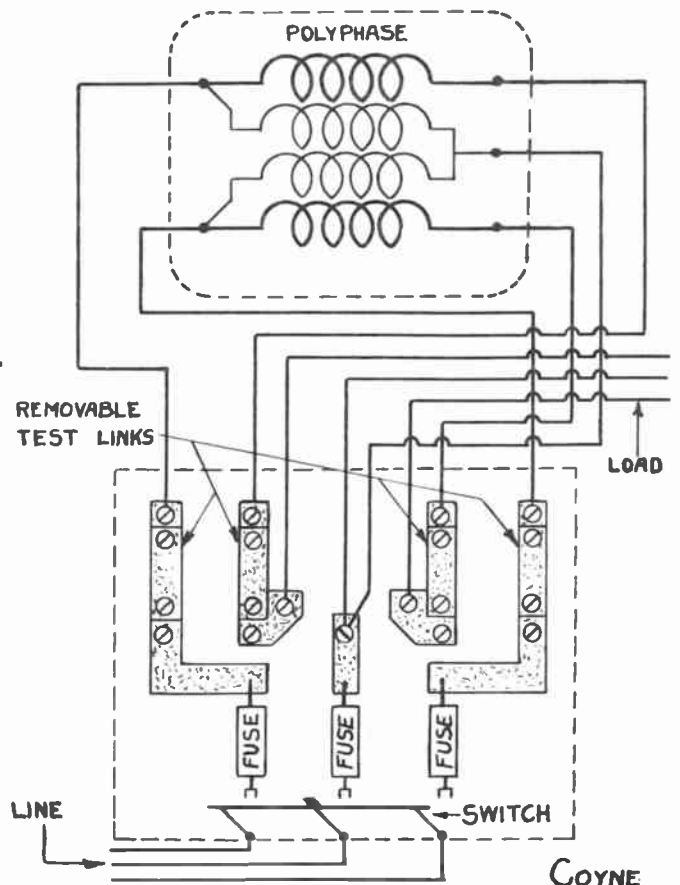 POLYPHASE
REMOVABLE
TEST LINKS
LOAD
FUSE
FUSE
FUSE
LINE
SWITCH
COYNE